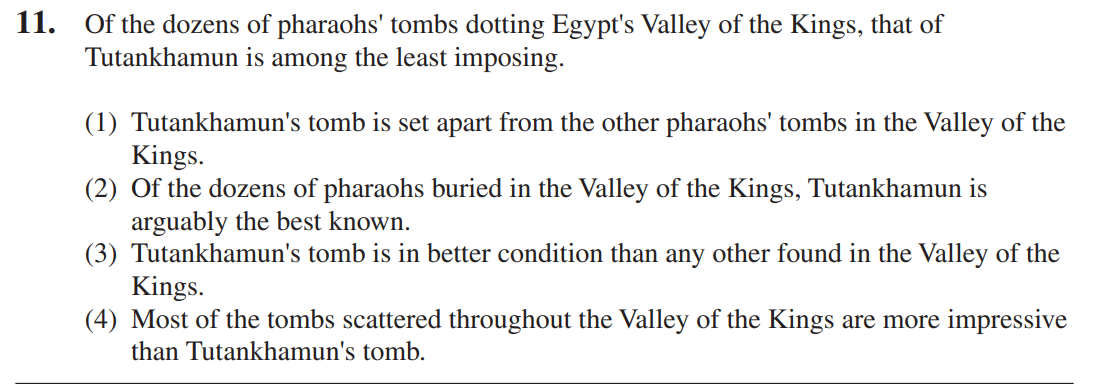 11. Of the dozens of pharaohs' tombs dotting Egypt's Valley of the Kings, that of
Tutankhamun is among the least imposing.
(1) Tutankhamun's tomb is set apart from the other pharaohs' tombs in the Valley of the
Kings.
(2) Of the dozens of pharaohs buried in the Valley of the Kings, Tutankhamun is
arguably the best known.
(3) Tutankhamun's tomb is in better condition than any other found in the Valley of the
Kings.
(4) Most of the tombs scattered throughout the Valley of the Kings are more impressive
than Tutankhamun's tomb.